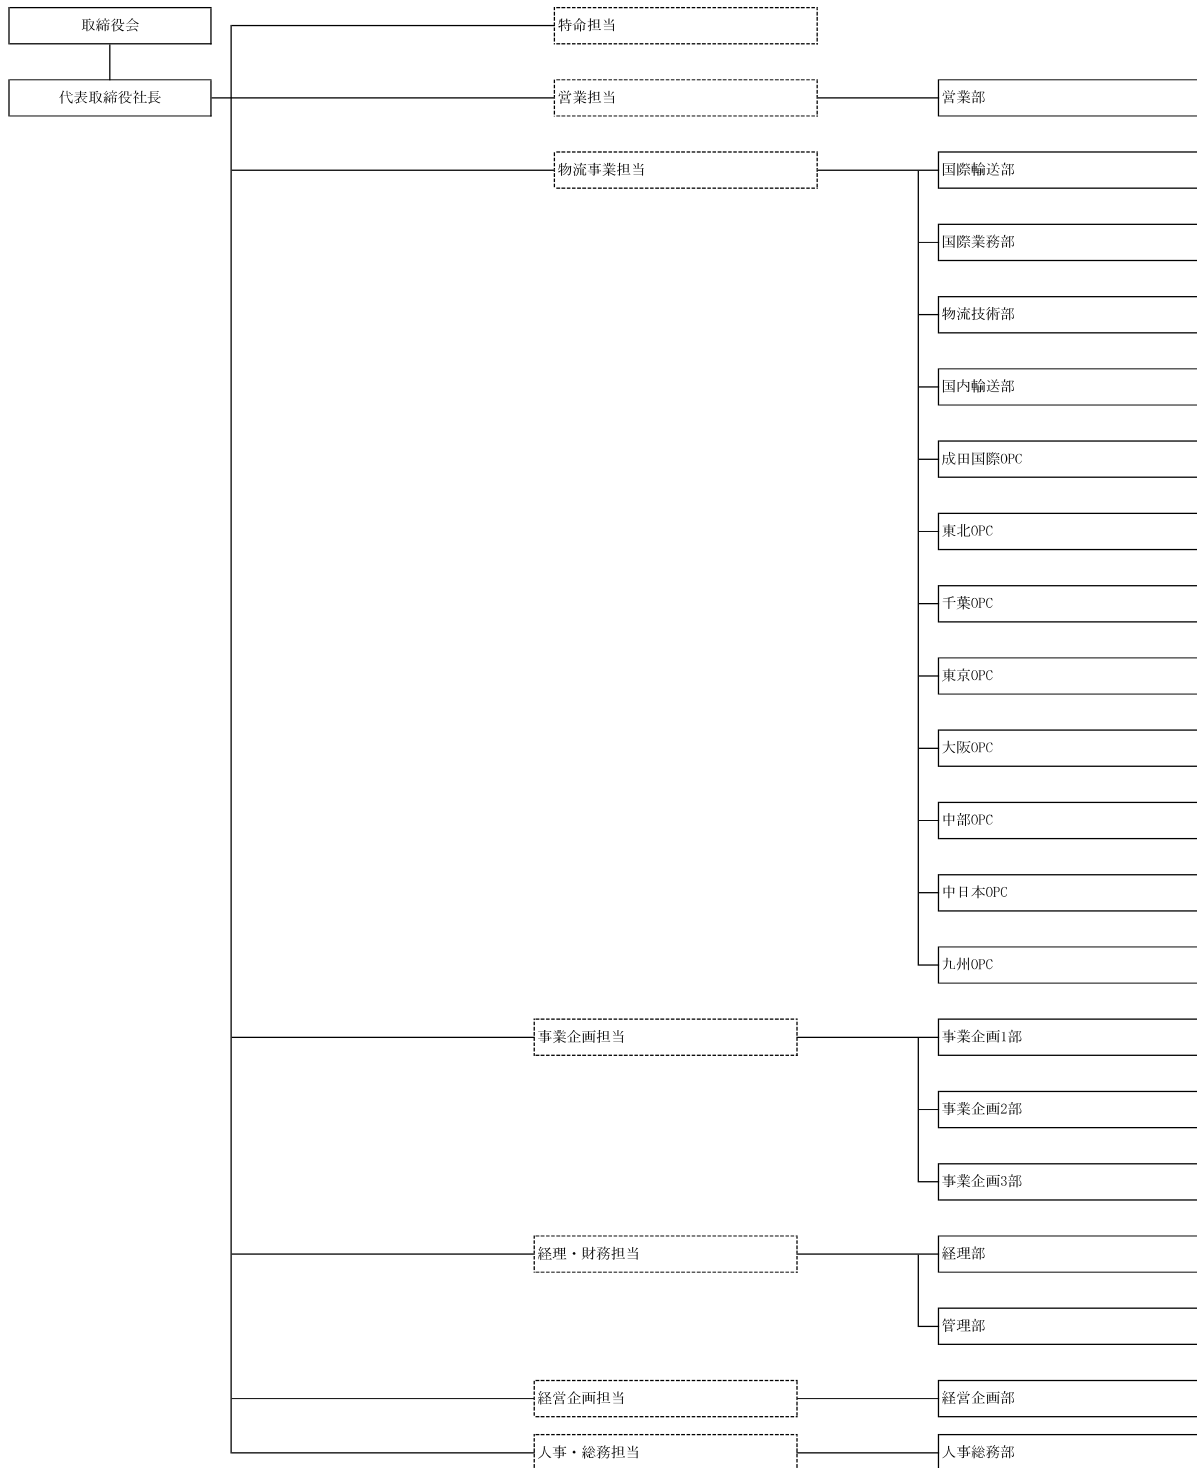 取締役会
代表取締役社長
特命担当
営業担当
営業部
物流事業担当
国際輸送部
国際業務部
物流技術部
国内輸送部
成田国際OPC
東北OPC
千葉OPC
東京OPC
大阪OPC
中部OPC
中日本OPC
九州OPC
事業企画担当
事業企画1部
事業企画2部
事業企画3部
経理・財務担当
経理部
管理部
経営企画担当
経営企画部
人事・総務担当
人事総務部